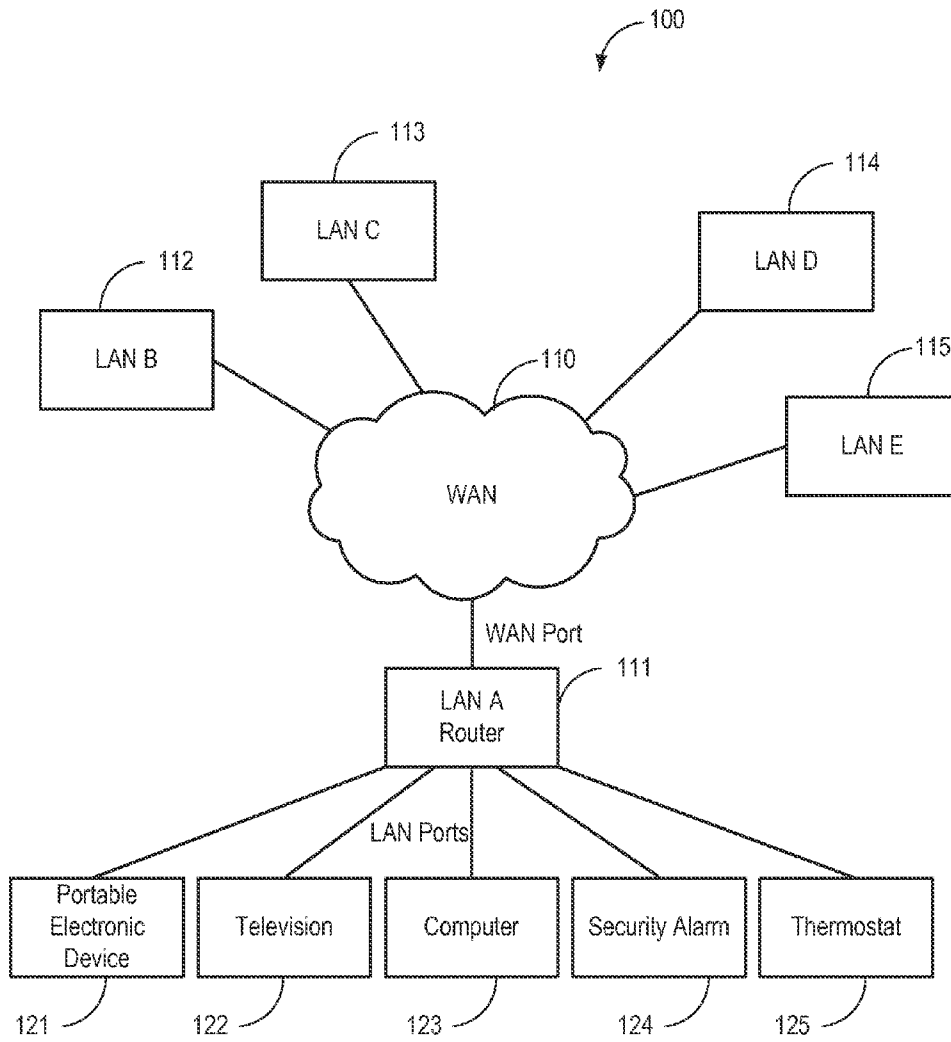 100
113
LAN C
114
LAN D
112
LAN B
110
115
LAN E
WAN
WAN Port
111
LAN A
Router
LAN Ports
Portable
Electronic
Device
Television
Computer
Security Alarm
Thermostat
121
122
123
124
125